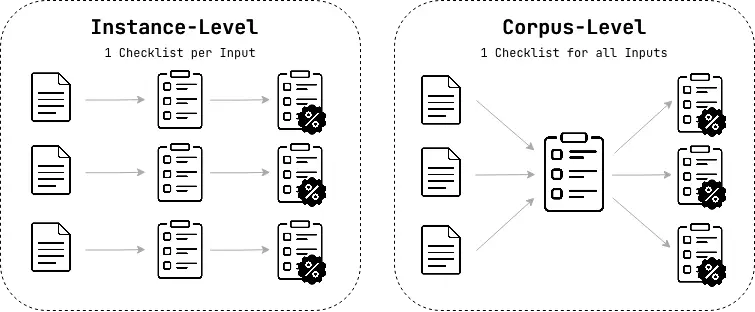 Instance-Level
1 Checklist per Input
Corpus-Level
1 Checklist for all Inputs